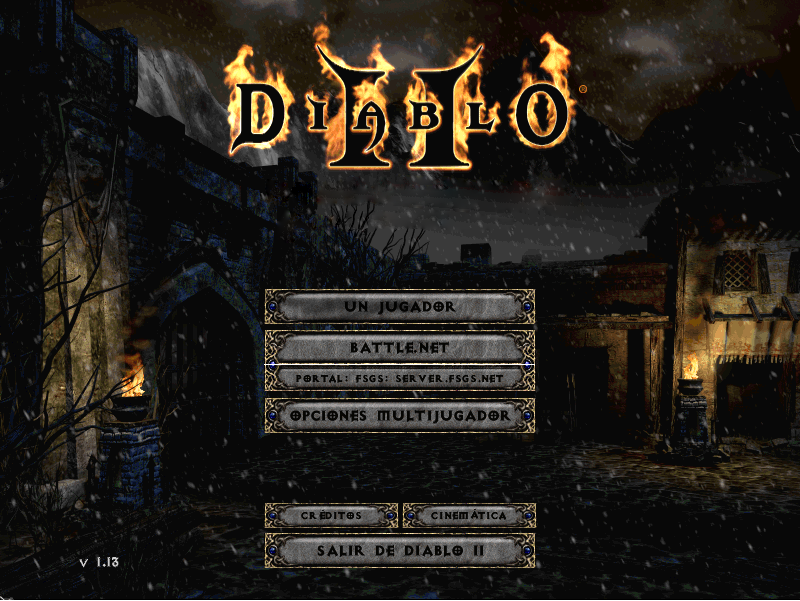 DIABLO II
UN JUGADOR
BATTLE.NET
PORTAL: FSGS: SERVER.FSGS.NET
OPCIONES MULTIJUGADOR
CRÉDITOS
CINEMÁTICA
SALIR DE DIABLO II
V 1.13